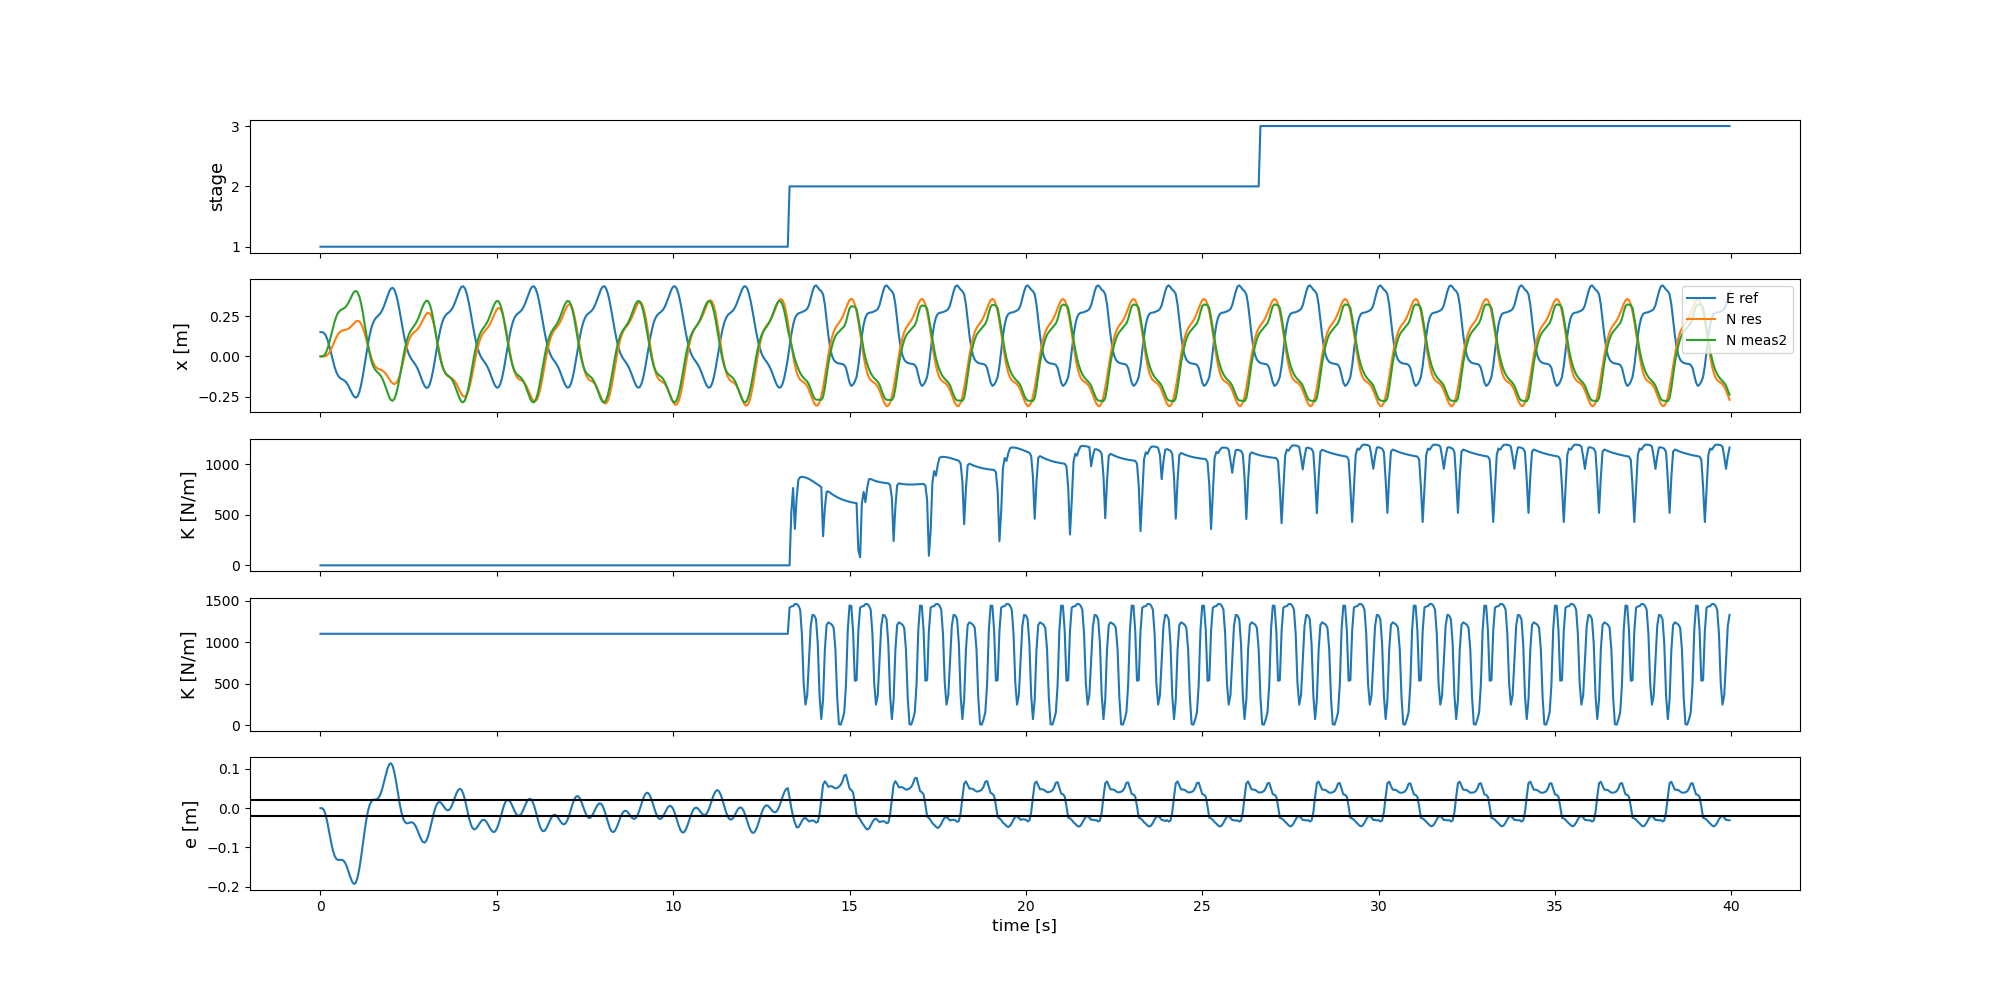 stage
3
2
1
x [m]
0.25
0.00
−0.25
E ref
N res
N meas2
K [N/m]
1000
500
0
K [N/m]
1500
1000
500
0
e [m]
0.1
0.0
−0.1
−0.2
0 5 10 15 20 25 30 35 40
time [s]